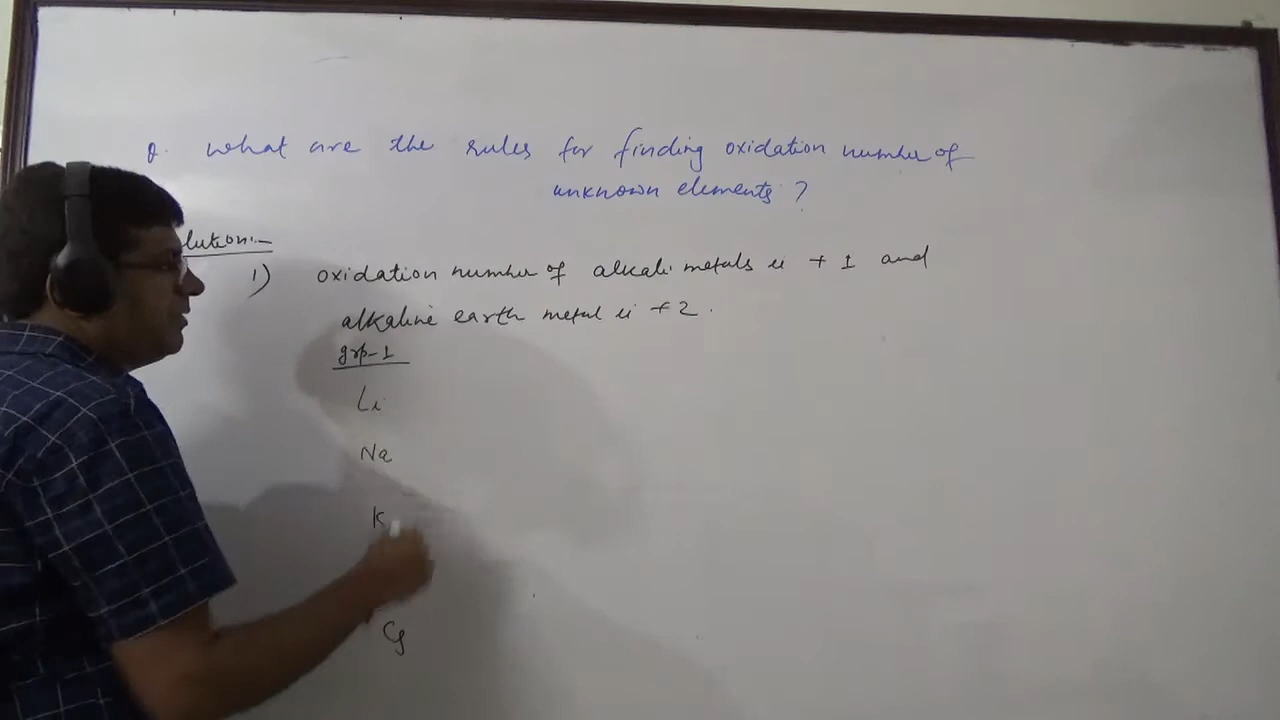 Q. What are the rules for finding oxidation number of
unknown elements ?
lution:-
1) oxidation number of alkali metals is + 1 and
alkaline earth metal is + 2 .
grp-1
Li
Na
K
Cs